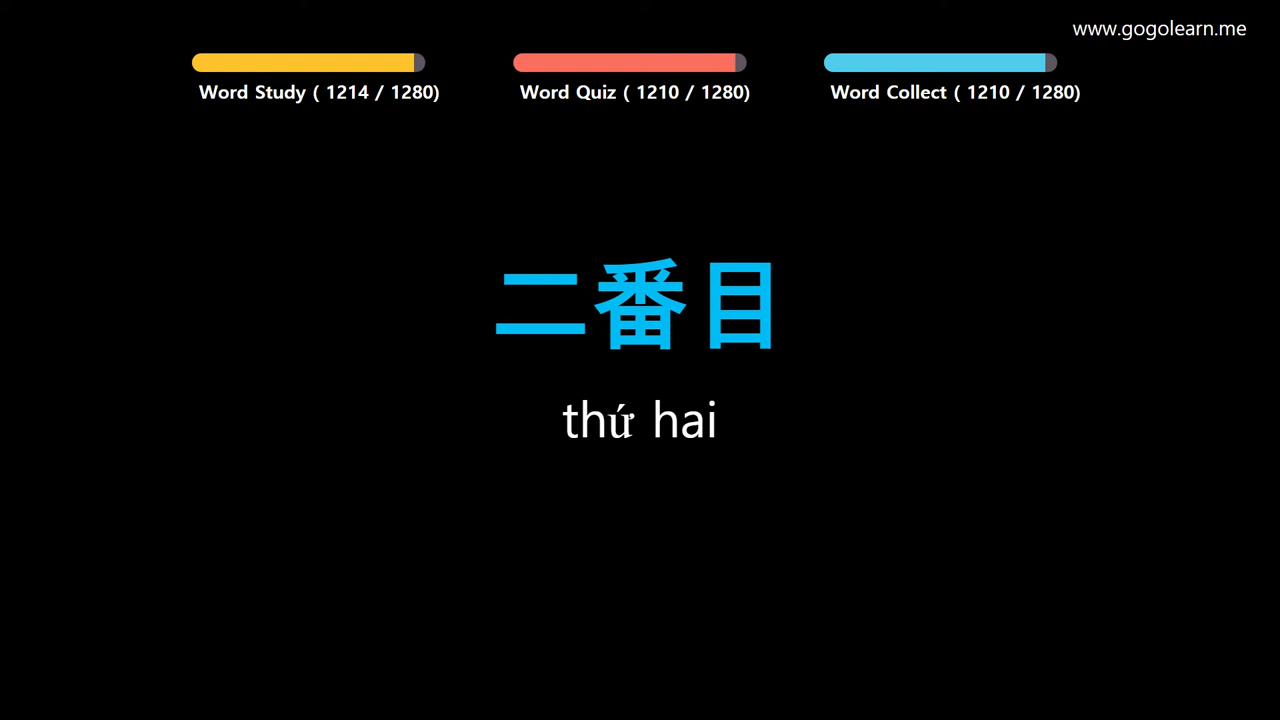 www.gogolearn.me
Word Study ( 1214 / 1280)
Word Quiz ( 1210 / 1280)
Word Collect ( 1210 / 1280)
二番目
thứ hai